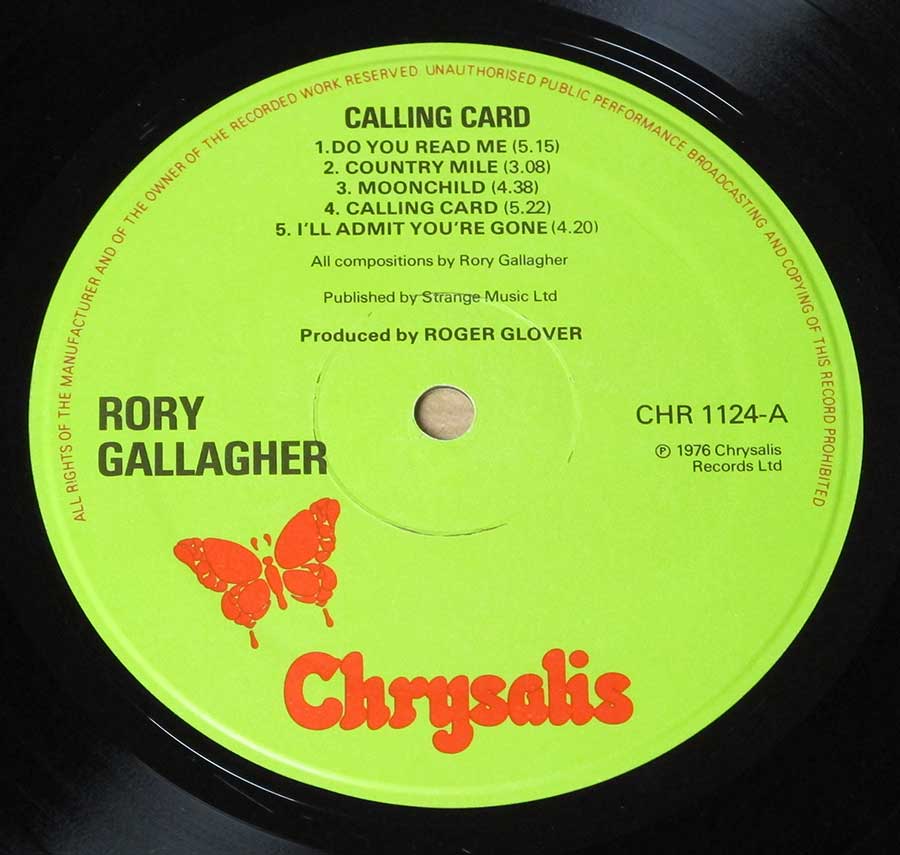 ALL RIGHTS OF THE MANUFACTURER AND OF THE OWNER OF THE RECORDED WORK RESERVED. UNAUTHORISED PUBLIC PERFORMANCE BROADCASTING AND COPYING OF THIS RECORD PROHIBITED
CALLING CARD
1.DO YOU READ ME (5.15)
2. COUNTRY MILE (3.08)
3. MOONCHILD (4.38)
4. CALLING CARD (5.22)
5. I'LL ADMIT YOU'RE GONE (4.20)
All compositions by Rory Gallagher
Published by Strange Music Ltd
Produced by ROGER GLOVER
RORY
GALLAGHER
CHR 1124-A
℗ 1976 Chrysalis
Records Ltd
Chrysalis